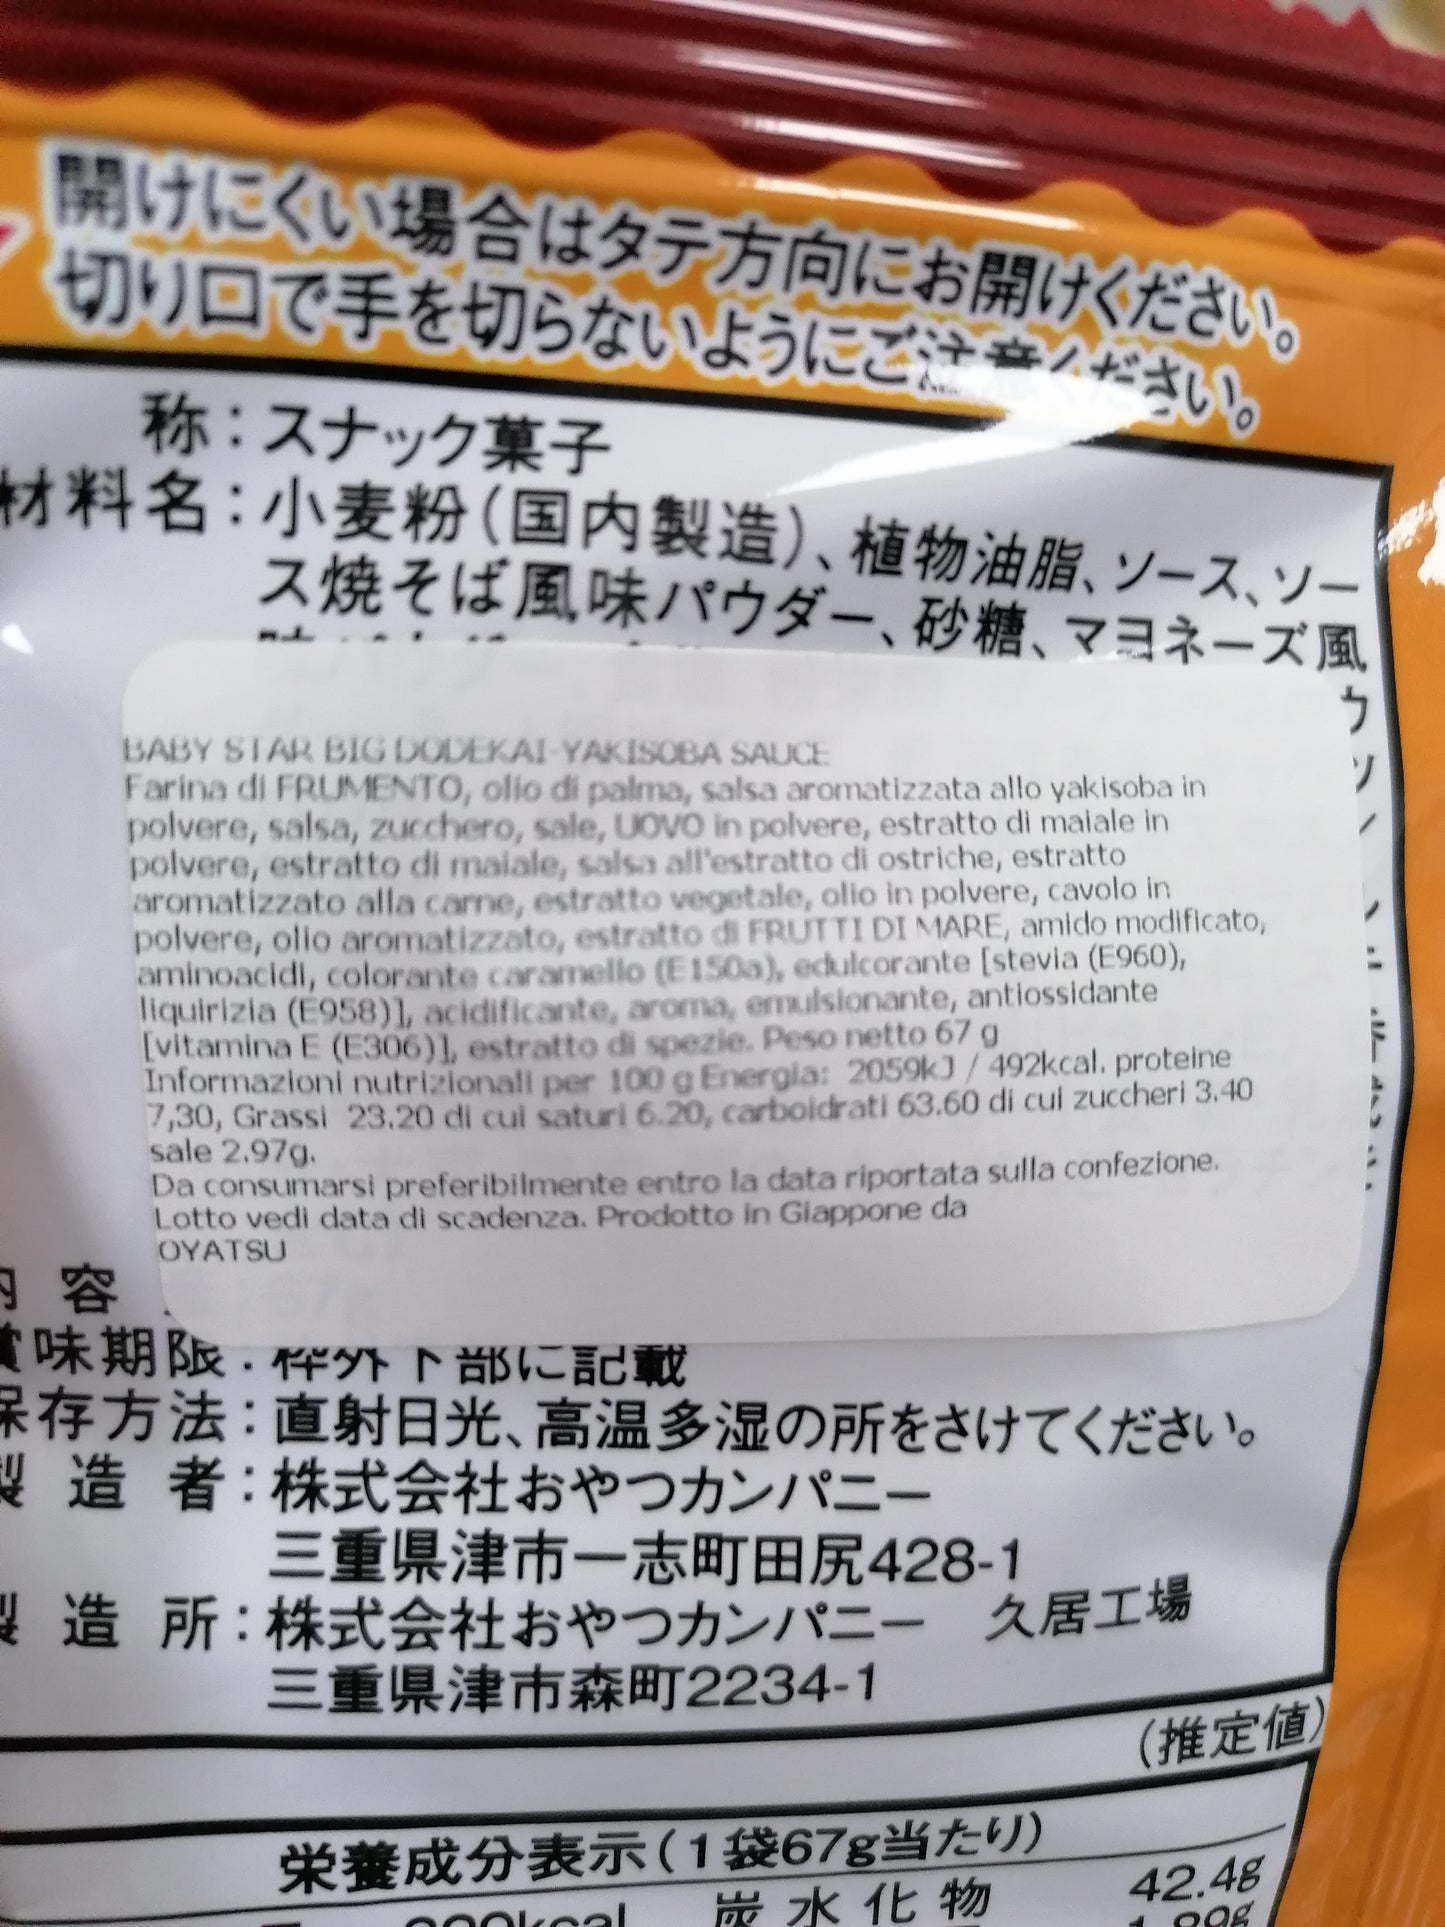 開けにくい場合はタテ方向にお開けください。
切り口で手を切らないようにご注意ください。
称：スナック菓子
材料名：小麦粉（国内製造）、植物油脂、ソース、ソー
ス焼そば風味パウダー、砂糖、マヨネーズ風
BABY STAR BIG DODEKAI-YAKISOBA SAUCE
Farina di FRUMENTO, olio di palma, salsa aromatizzata allo yakisoba in
polvere, salsa, zucchero, sale, UOVO in polvere, estratto di maiale in
polvere, estratto di maiale, salsa all'estratto di ostriche, estratto
aromatizzato alla carne, estratto vegetale, olio in polvere, cavolo in
polvere, olio aromatizzato, estratto di FRUTTI DI MARE, amido modificato,
aminoacidi, colorante caramello (E150a), edulcorante [stevia (E960),
liquirizia (E958)], acidificante, aroma, emulsionante, antiossidante
[vitamina E (E306)], estratto di spezie. Peso netto 67 g
Informazioni nutrizionali per 100 g Energia: 2059kJ / 492kcal. proteine
7,30, Grassi 23.20 di cui saturi 6.20, carboidrati 63.60 di cui zuccheri 3.40
sale 2.97g.
Da consumarsi preferibilmente entro la data riportata sulla confezione.
Lotto vedi data di scadenza. Prodotto in Giappone da
OYATSU
内容
賞味期限：枠外下部に記載
保存方法：直射日光、高温多湿の所をさけてください。
製造者：株式会社おやつカンパニー
三重県津市一志町田尻428-1
製造所：株式会社おやつカンパニー 久居工場
三重県津市森町2234-1
（推定値）
栄養成分表示（1袋67g当たり）
炭水化物 42.4g